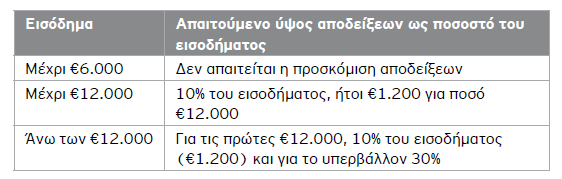 Εισόδημα
Απαιτούμενο ύψος αποδείξεων ως ποσοστό του
εισοδήματος
Μέχρι €6.000
Δεν απαιτείται η προσκόμιση αποδείξεων
Μέχρι €12.000
10% του εισοδήματος, ήτοι €1.200 για ποσό
€12.000
Άνω των €12.000
Για τις πρώτες €12.000, 10% του εισοδήματος
(€1.200) και για το υπερβάλλον 30%